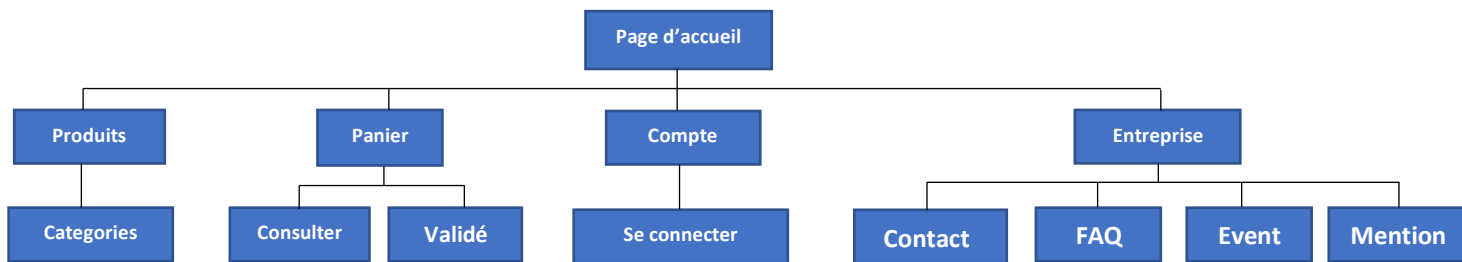 Page d’accueil
Produits
Panier
Compte
Entreprise
Categories
Consulter
Validé
Se connecter
Contact
FAQ
Event
Mention